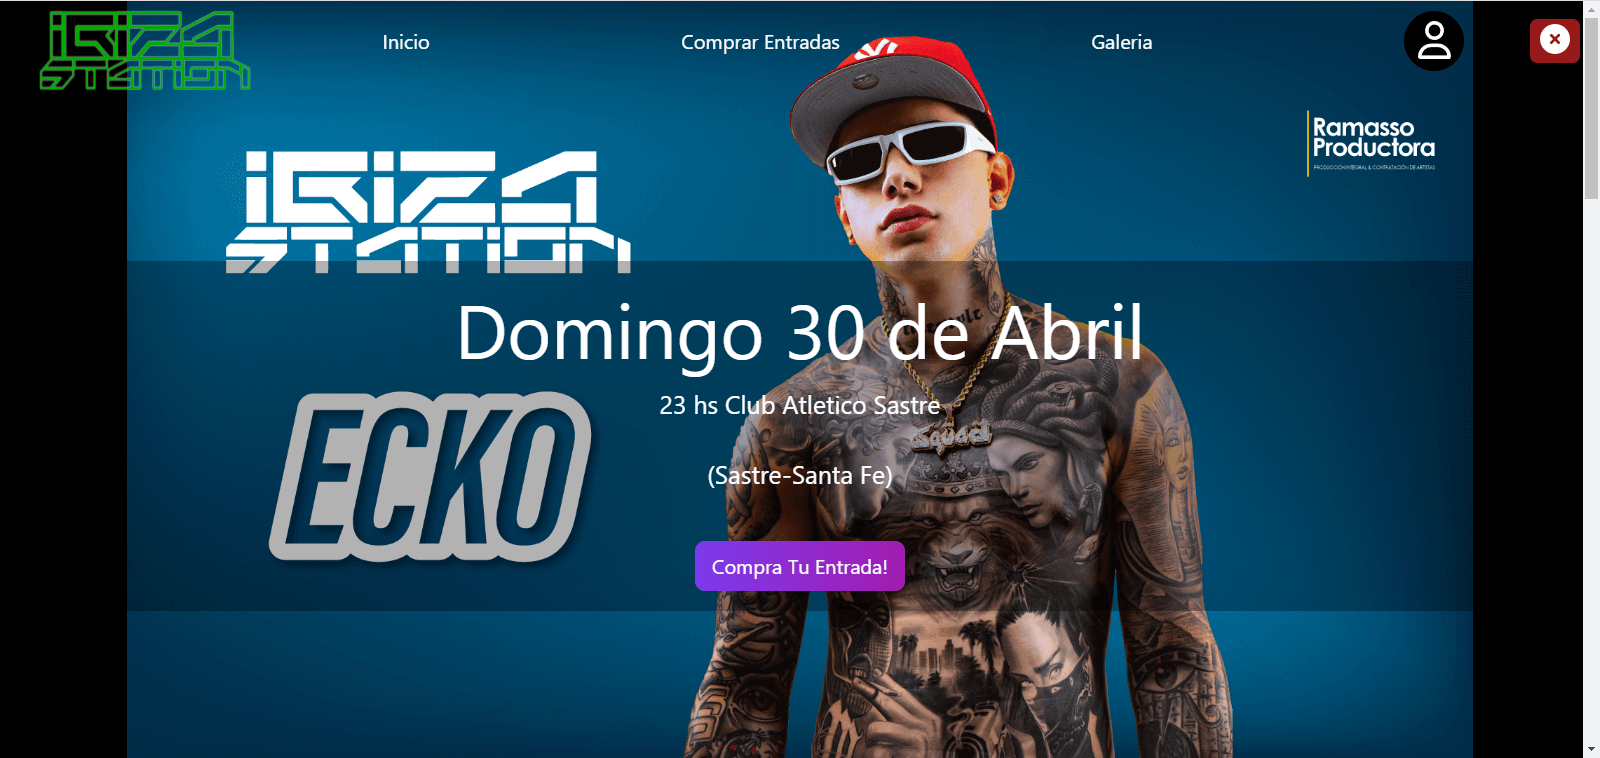 IBIZA
STATION
Inicio
Comprar Entradas
Galeria
Ramasso
Productora
PRODUCCIÓN INTEGRAL & CONTRATACIÓN DE ARTISTAS
IBIZA
STATION
Domingo 30 de Abril
ECKO
23 hs Club Atletico Sastre
Squad
(Sastre-Santa Fe)
Compra Tu Entrada!